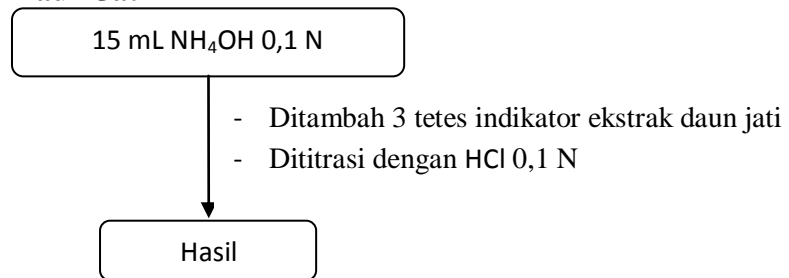 15 mL NH₄OH 0,1 N
- Ditambah 3 tetes indikator ekstrak daun jati
- Dititrasi dengan HCl 0,1 N
Hasil